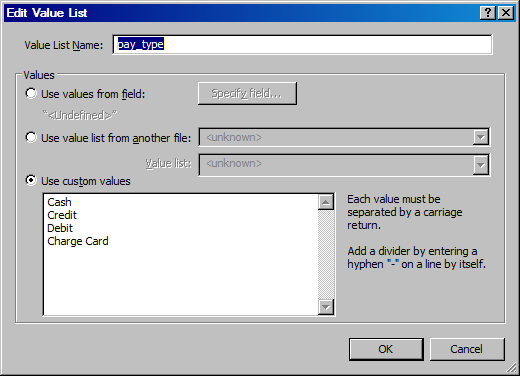 Edit Value List
Value List Name: pay_type
Values
Use values from field: Specify field...
"<Undefined>"
Use value list from another file: <unknown>
Value list: <unknown>
Use custom values
Cash
Credit
Debit
Charge Card
Each value must be
separated by a carriage
return.
Add a divider by entering a
hyphen "-" on a line by itself.
OK Cancel